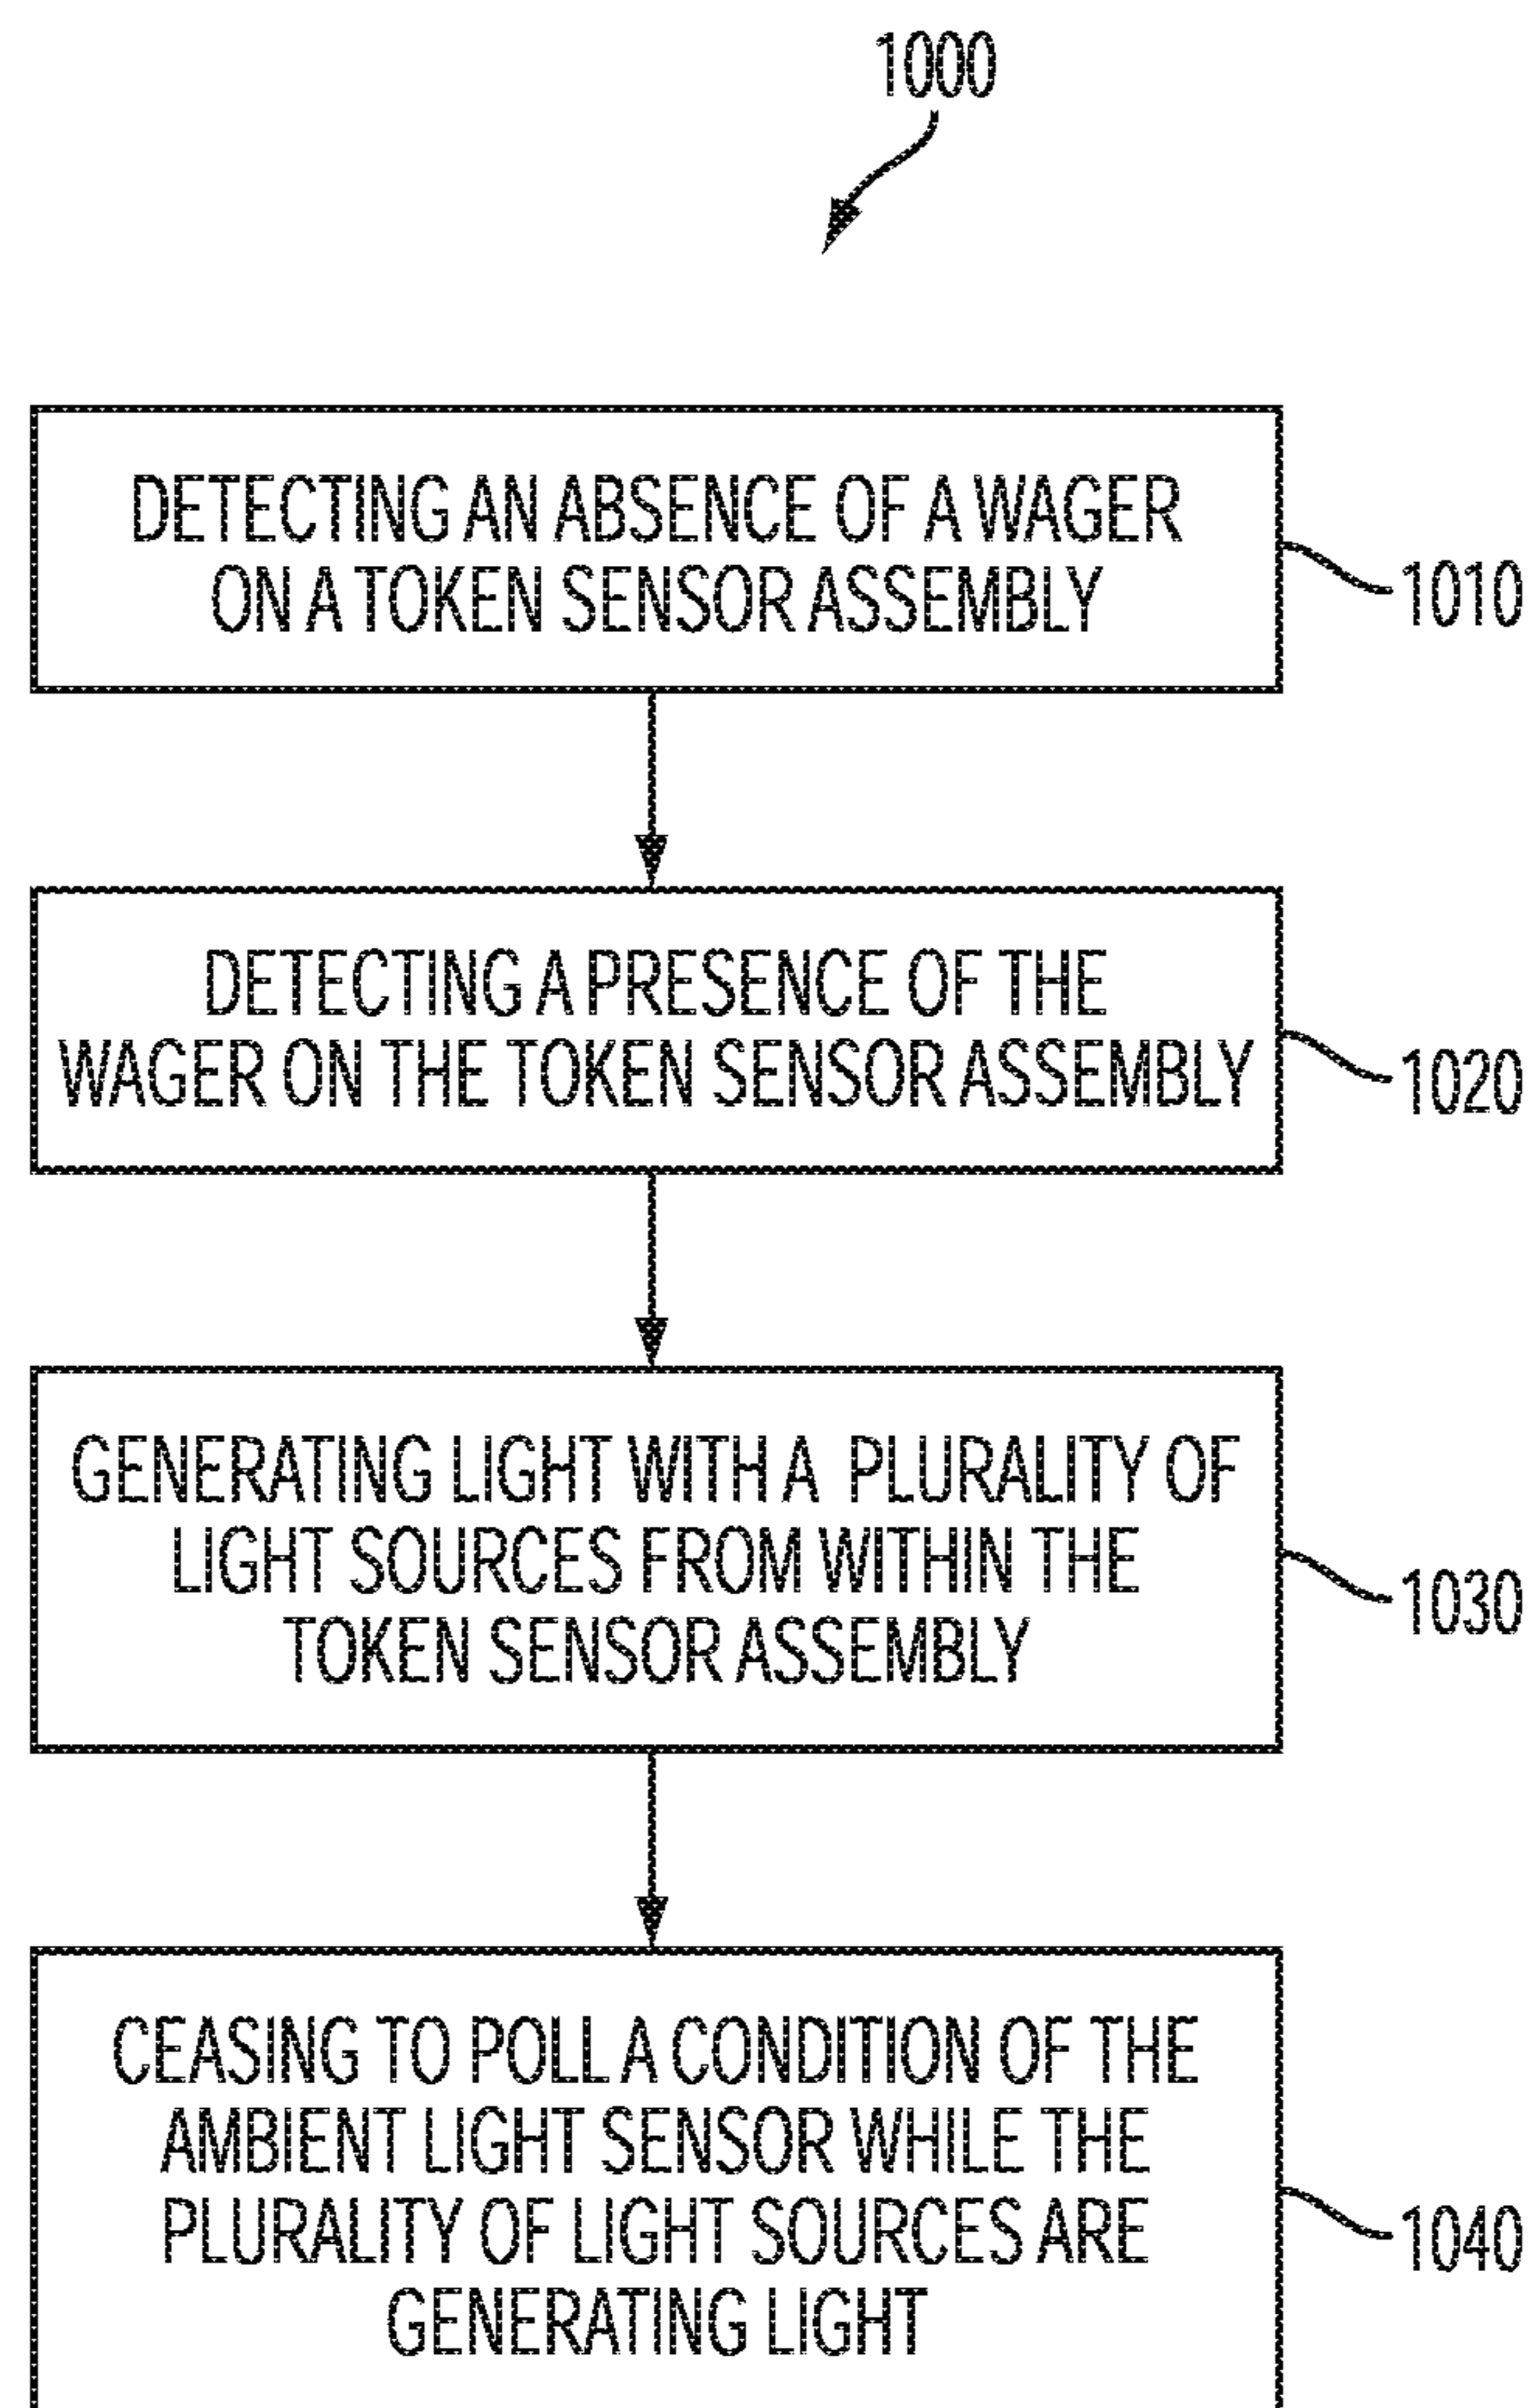 1000
DETECTING AN ABSENCE OF A WAGER
ON A TOKEN SENSOR ASSEMBLY
1010
DETECTING A PRESENCE OF THE
WAGER ON THE TOKEN SENSOR ASSEMBLY
1020
GENERATING LIGHT WITH A PLURALITY OF
LIGHT SOURCES FROM WITHIN THE
TOKEN SENSOR ASSEMBLY
1030
CEASING TO POLL A CONDITION OF THE
AMBIENT LIGHT SENSOR WHILE THE
PLURALITY OF LIGHT SOURCES ARE
GENERATING LIGHT
1040